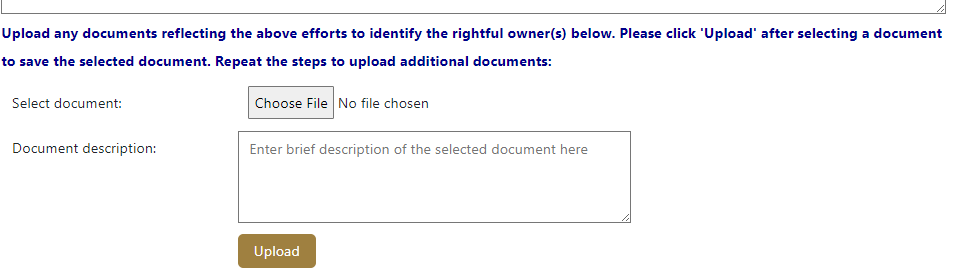 Upload any documents reflecting the above efforts to identify the rightful owner(s) below. Please click 'Upload' after selecting a document
to save the selected document. Repeat the steps to upload additional documents:
Select document: Choose File No file chosen
Document description: Enter brief description of the selected document here
Upload